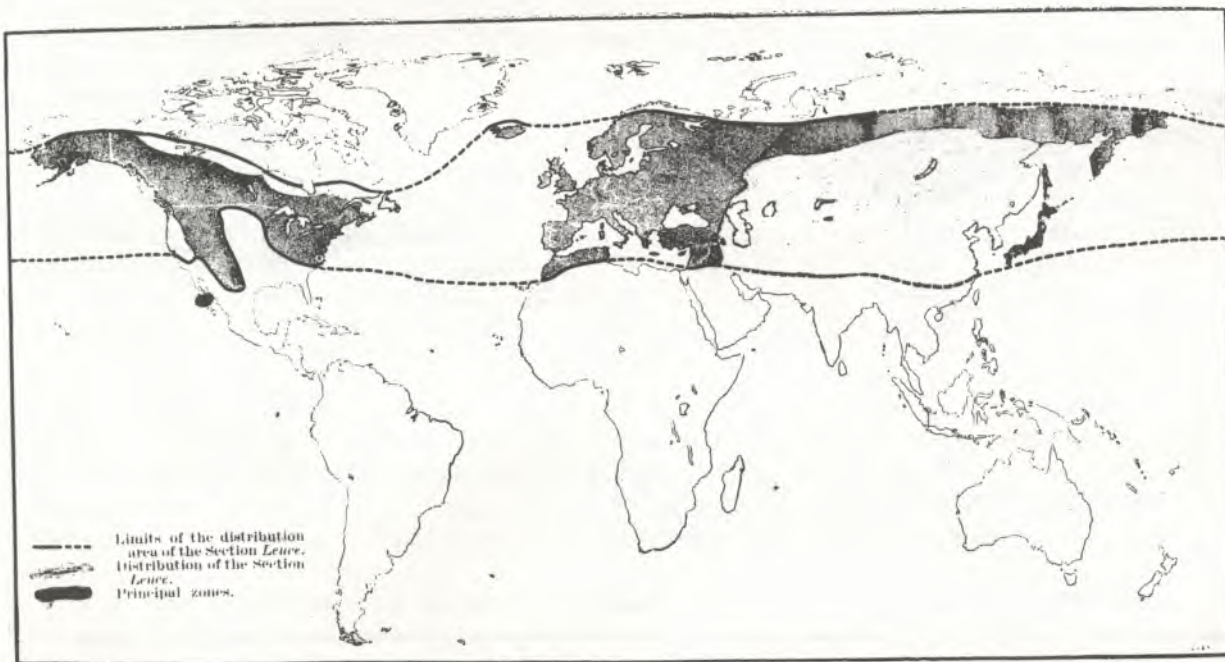 Limits of the distribution
area of the Section Leuce.
Distribution of the Section
Leuce.
Principal zones.